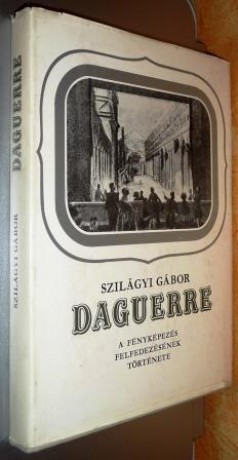 SZILÁGYI GÁBOR
DAGUERRE
A FÉNYKÉPEZÉS
FELFEDEZÉSÉNEK
TÖRTÉNETE
SZILÁGYI GÁBOR DAGUERRE